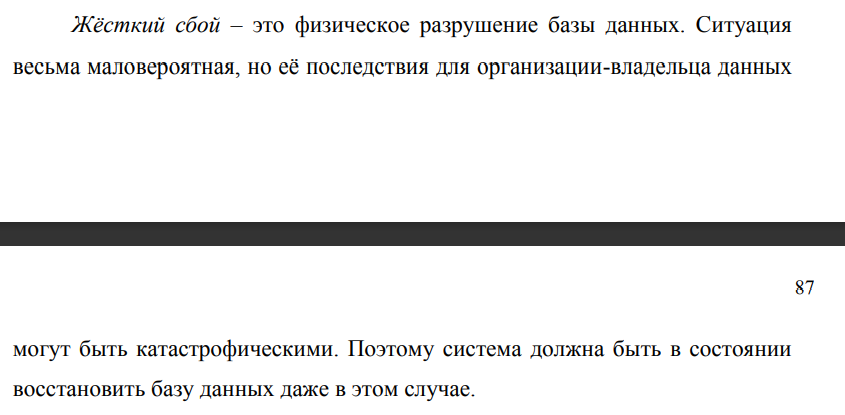 Жёсткий сбой – это физическое разрушение базы данных. Ситуация
весьма маловероятная, но её последствия для организации-владельца данных
87
могут быть катастрофическими. Поэтому система должна быть в состоянии
восстановить базу данных даже в этом случае.